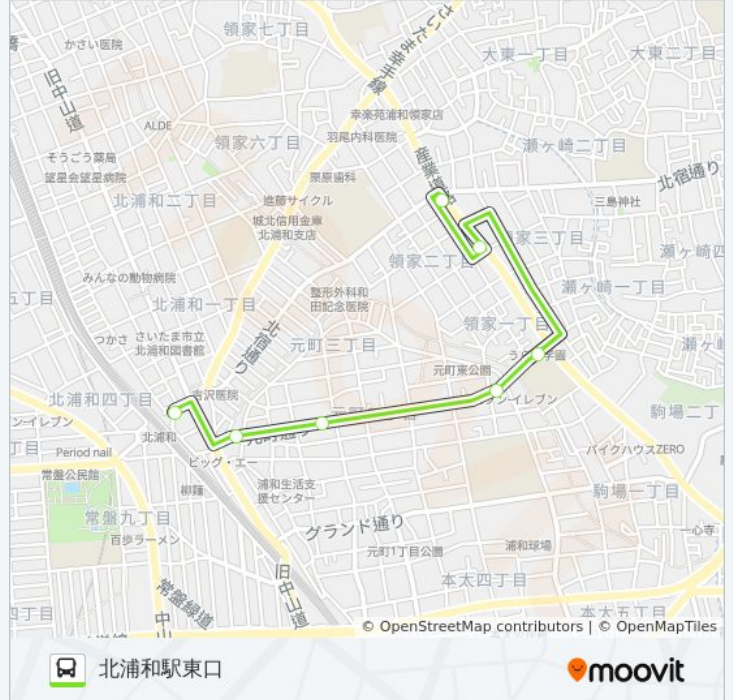 領家七丁目
さいたま幸手線
かさい医院
橋
大東一丁目
大東二丁目
旧中山道
幸楽苑浦和領家店
ALDE
羽尾内科医院
領家六丁目
瀬ヶ崎二丁目
そうごう薬局
望星会望星病院
産業道路
栗原歯科
北宿通り
北浦和二丁目
進藤サイクル
三島神社
城北信用金庫
北浦和支店
家三丁目
瀬ヶ崎四
領家二丁目
みんなの動物病院
瀬ヶ崎一丁目
五丁目
整形外科和
田記念医院
北浦和一丁目
領家一丁目
北宿通り
つかさ
さいたま市立
北浦和図書館
元町三丁目
瀬ヶ
学園
元町東公園
北浦和四丁目
吉沢医院
ン-イレブン
駒場二丁
ン-イレブン
北浦和
丁目
Period nail
ビッグ・エー
バイクハウスZERO
常盤公民館
柳麺
浦和生活支
援センター
駒場一丁目
常盤九丁目
グランド通り
一心寺
百歩ラーメン
元町1丁目公園
浦和球場
旧中山道
本太四丁目
常盤緑道
丁目
中山
本太五丁目
© OpenStreetMap contributors | © OpenMapTiles
北浦和駅東口
moovit